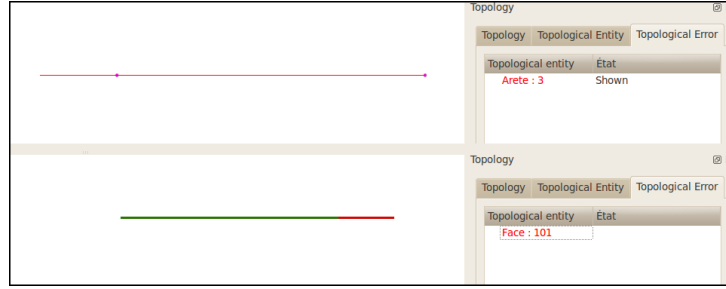 Topology
Topology Topological Entity Topological Error
Topological entity État
Arete : 3 Shown
Topology
Topology Topological Entity Topological Error
Topological entity État
Face : 101